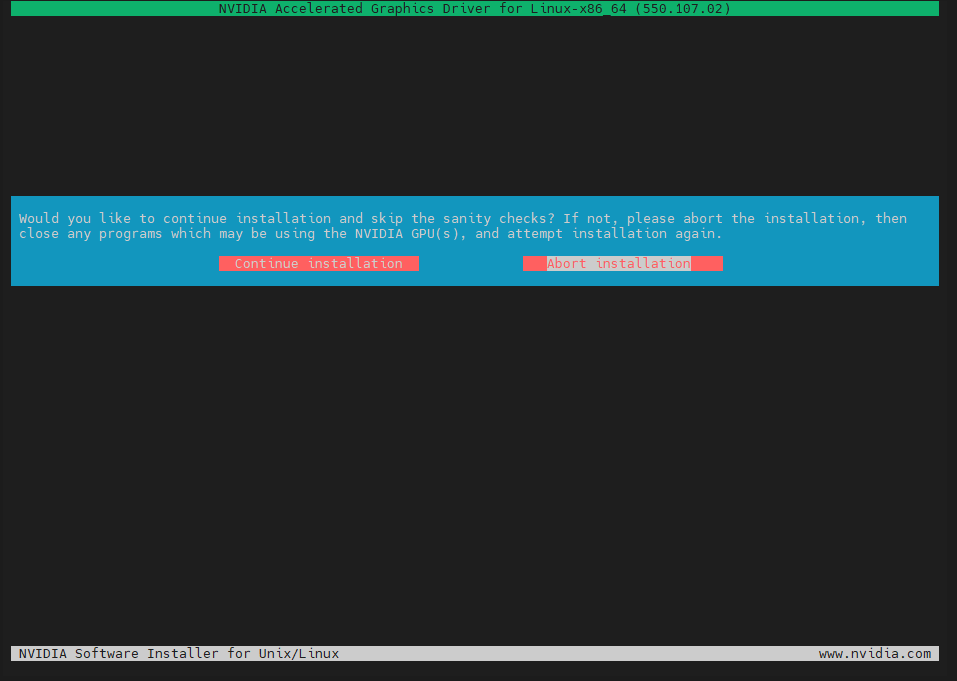 NVIDIA Accelerated Graphics Driver for Linux-x86_64 (550.107.02)
Would you like to continue installation and skip the sanity checks? If not, please abort the installation, then
close any programs which may be using the NVIDIA GPU(s), and attempt installation again.
Continue installation Abort installation
NVIDIA Software Installer for Unix/Linux www.nvidia.com